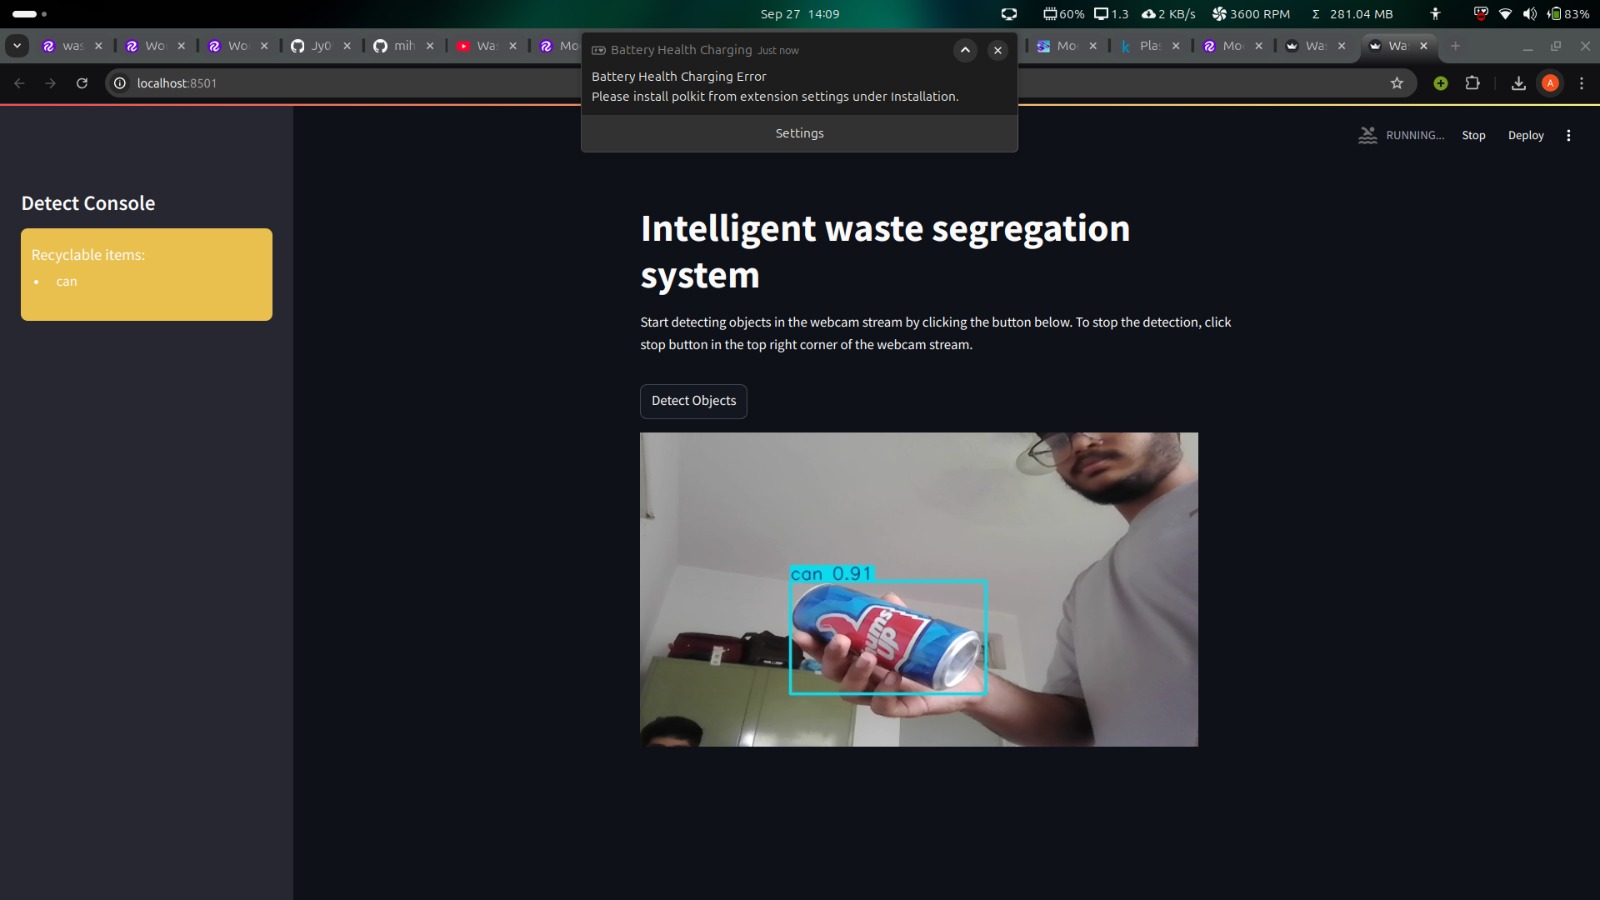 Sep 27 14:09
60% 1.3 2 KB/s 3600 RPM Σ 281.04 MB 83%
was Wo Wo Jy0 mih Wa: Mo Mo Pla: Mo Wa: Wa:
localhost:8501
A
Battery Health Charging Just now
Battery Health Charging Error
Please install polkit from extension settings under Installation.
Settings
RUNNING... Stop Deploy
Detect Console
Recyclable items:
can
Intelligent waste segregation
system
Start detecting objects in the webcam stream by clicking the button below. To stop the detection, click
stop button in the top right corner of the webcam stream.
Detect Objects
can 0.91
ums
UP